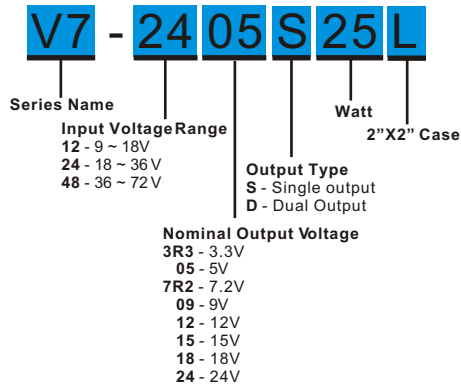 V7 - 24 05 S 25 L
Series Name
Input Voltage Range
12 - 9 ~ 18V
24 - 18 ~ 36V
48 - 36 ~ 72V
Watt
2”X2” Case
Output Type
S - Single output
D - Dual Output
Nominal Output Voltage
3R3 - 3.3V
05 - 5V
7R2 - 7.2V
09 - 9V
12 - 12V
15 - 15V
18 - 18V
24 - 24V